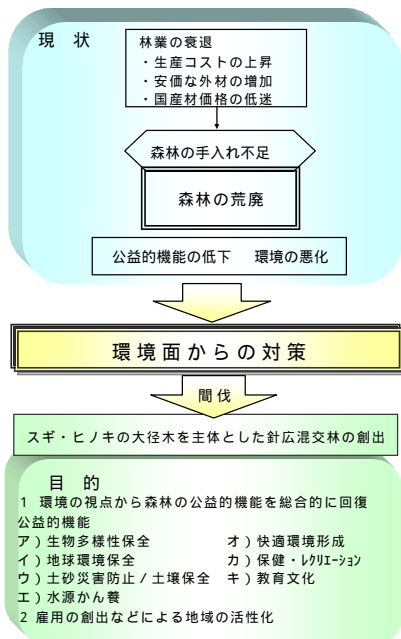 現　状
林業の衰退
・生産コストの上昇
・安価な外材の増加
・国産材価格の低迷
森林の手入れ不足
森林の荒廃
公益的機能の低下　環境の悪化
環境面からの対策
間伐
スギ・ヒノキの大径木を主体とした針広混交林の創出
目　的
1　環境の視点から森林の公益的機能を総合的に回復
公益的機能
ア）生物多様性保全　オ）快適環境形成
イ）地球環境保全　カ）保健・ﾚｸﾘｴｰｼｮﾝ
ウ）土砂災害防止/土壌保全　キ）教育文化
エ）水源かん養
2　雇用の創出などによる地域の活性化